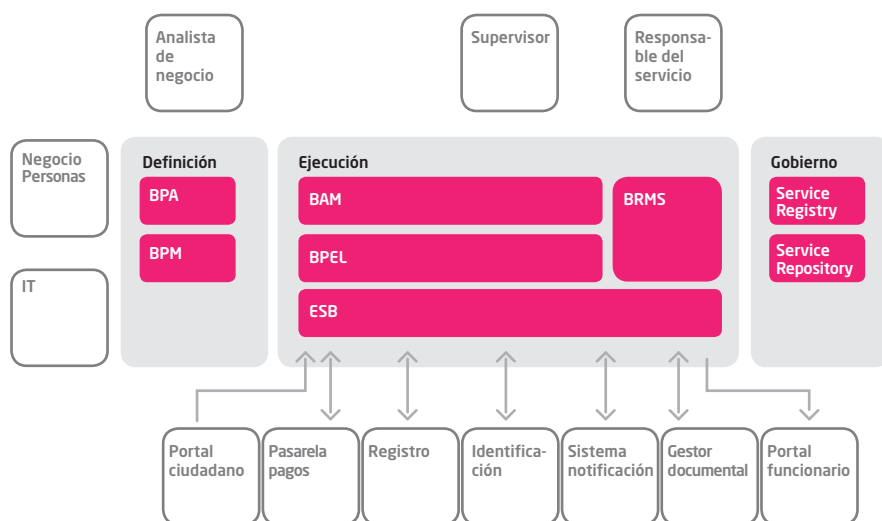 Analista
de
negocio
Supervisor
Responsa-
ble del
servicio
Negocio
Personas
IT
Definición
BPA
BPM
Ejecución
BAM
BRMS
BPEL
ESB
Gobierno
Service
Registry
Service
Repository
Portal
ciudadano
Pasarela
pagos
Registro
Identifica-
ción
Sistema
notificación
Gestor
documental
Portal
funcionario